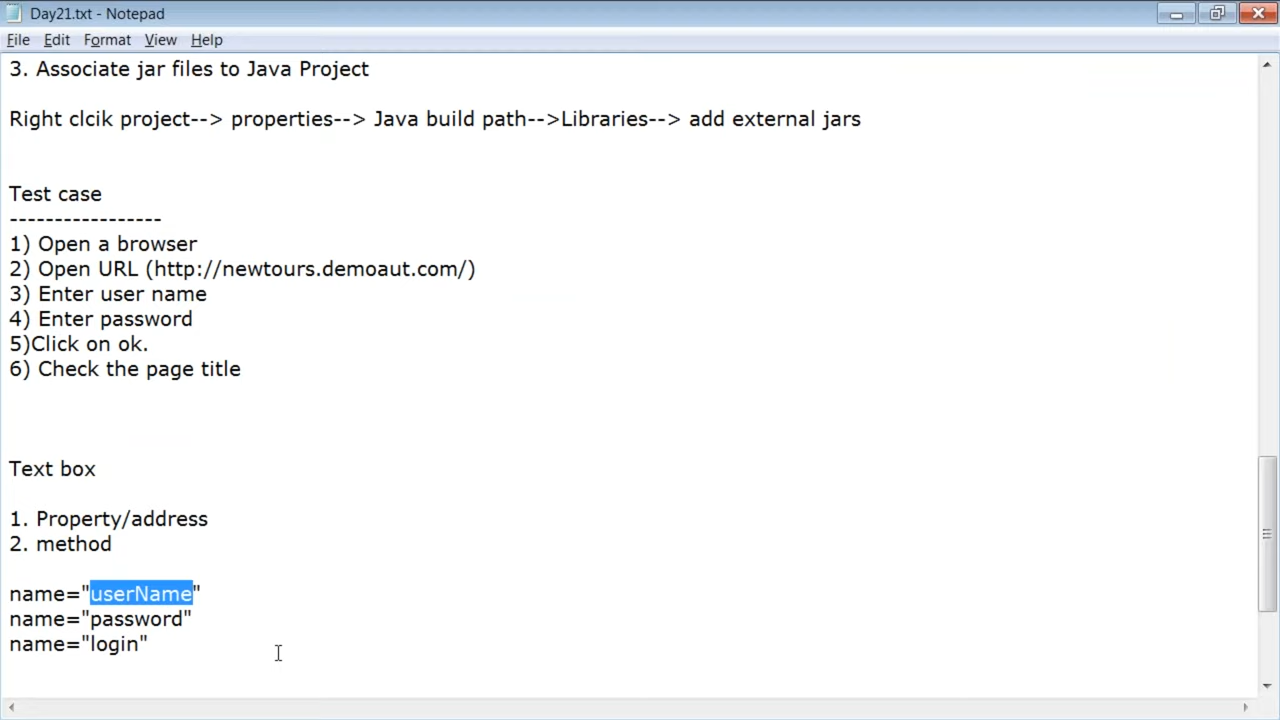 Day21.txt - Notepad
File Edit Format View Help
3. Associate jar files to Java Project
Right clcik project--> properties--> Java build path-->Libraries--> add external jars
Test case
-----------------
1) Open a browser
2) Open URL (http://newtours.demoaut.com/)
3) Enter user name
4) Enter password
5)Click on ok.
6) Check the page title
Text box
1. Property/address
2. method
name="userName"
name="password"
name="login"